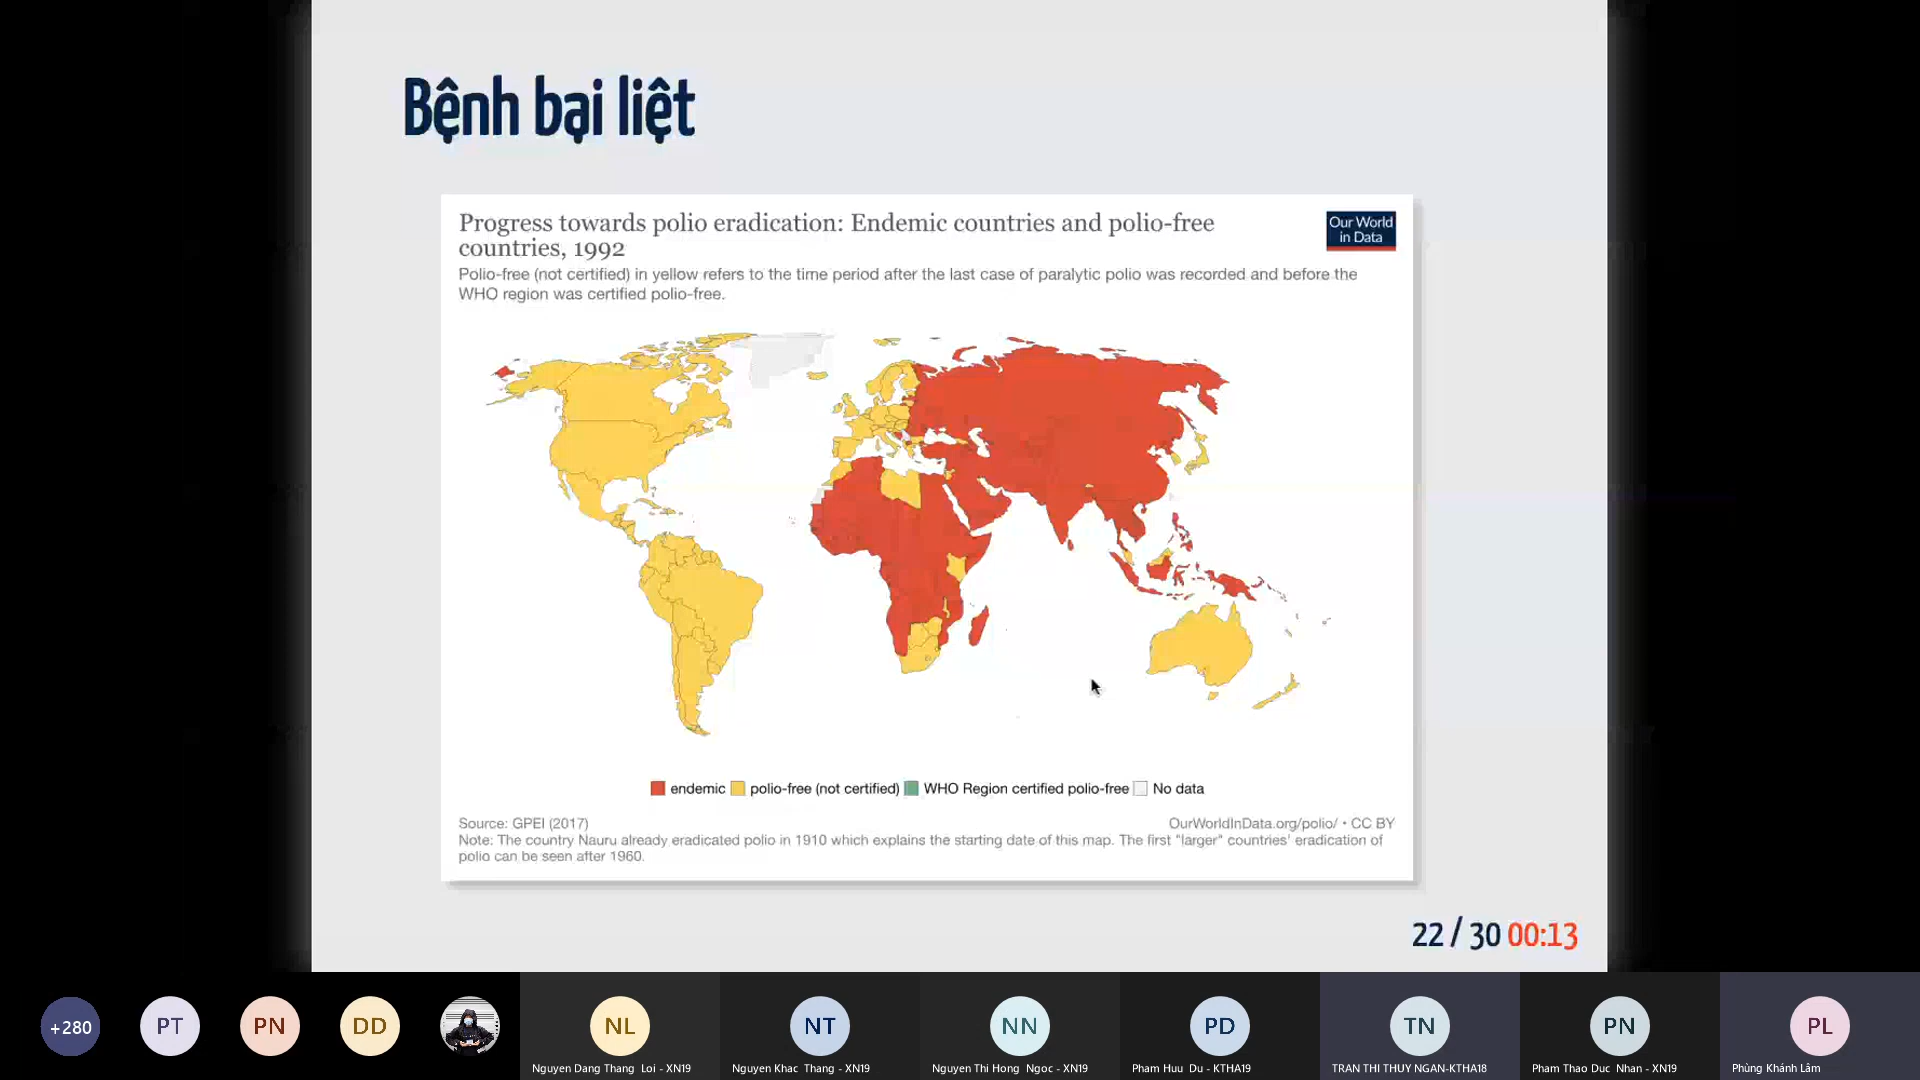 Bệnh bại liệt
Progress towards polio eradication: Endemic countries and polio-free
countries, 1992
Our World
in Data
Polio-free (not certified) in yellow refers to the time period after the last case of paralytic polio was recorded and before the
WHO region was certified polio-free.
endemic polio-free (not certified) WHO Region certified polio-free No data
Source: GPEI (2017)
OurWorldInData.org/polio/ • CC BY
Note: The country Nauru already eradicated polio in 1910 which explains the starting date of this map. The first "larger" countries' eradication of
polio can be seen after 1960.
22 / 30 00:13
+280 PT PN DD NL NT NN PD TN PN PL
Nguyen Dang Thang Loi - XN19
Nguyen Khac Thang - XN19
Nguyen Thi Hong Ngoc - XN19
Pham Huu Du - KTHA19
TRAN THI THUY NGAN-KTHA18
Pham Thao Duc Nhan - XN19
Phùng Khánh Lâm